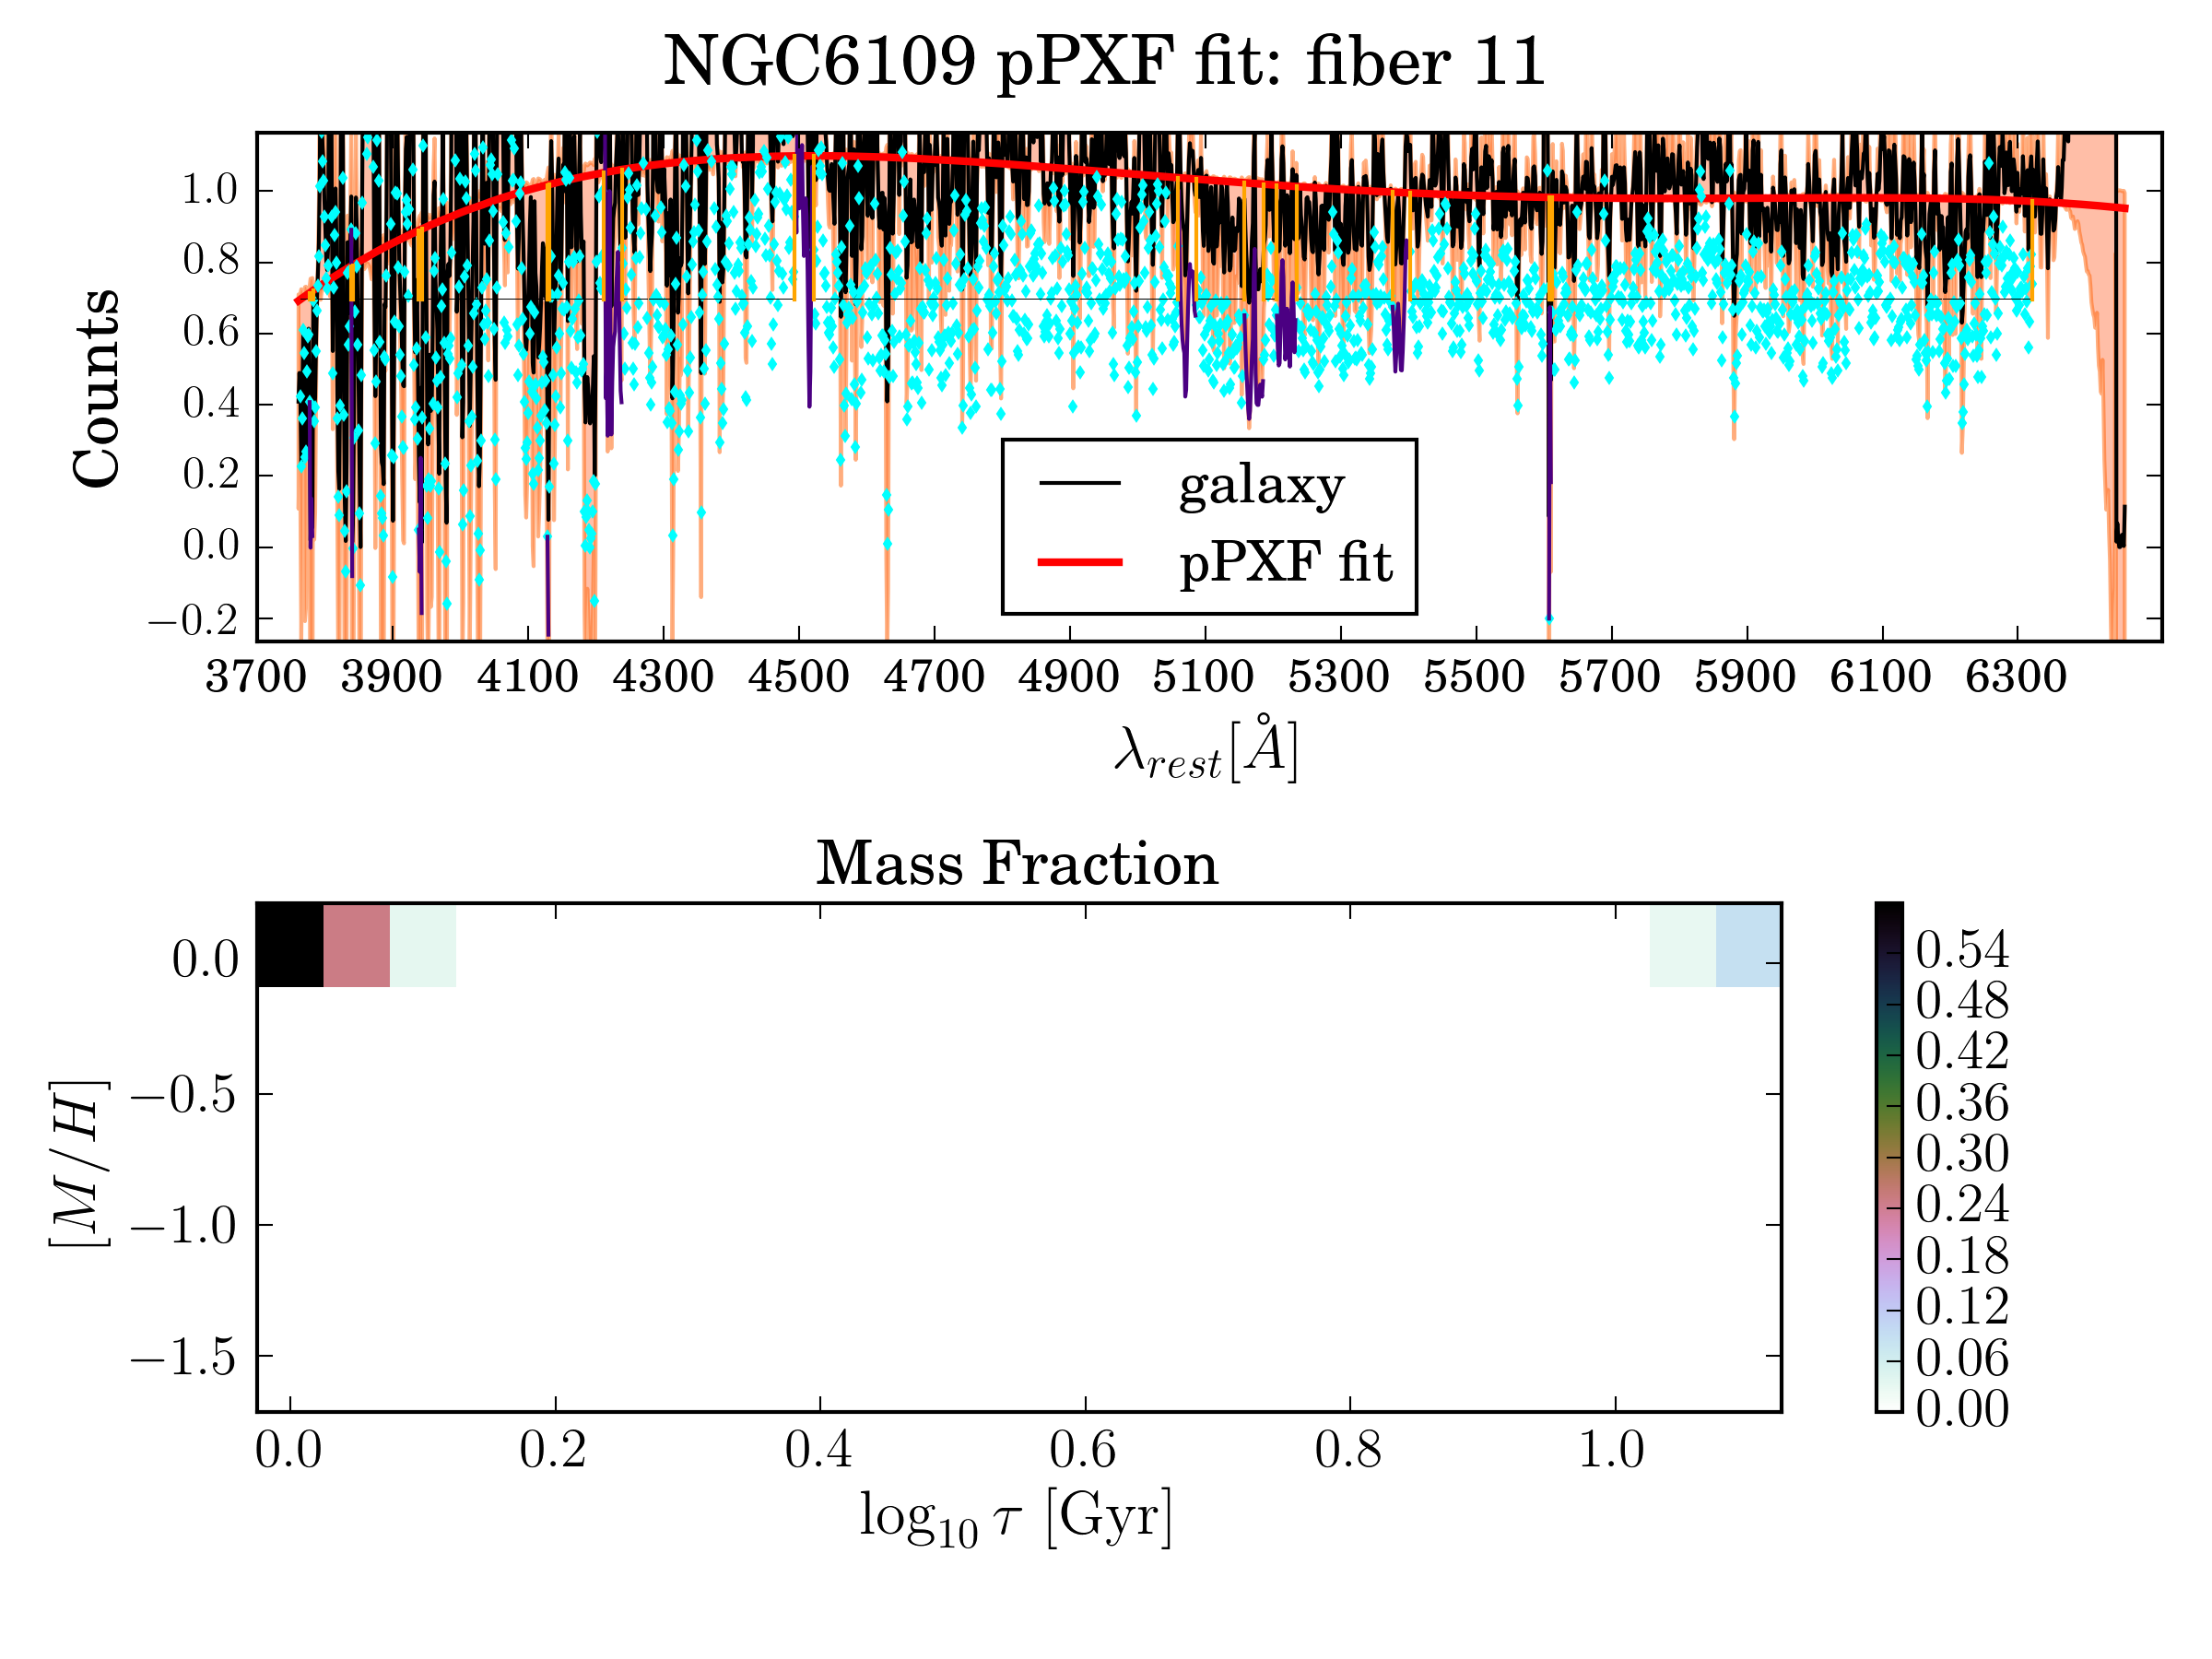 NGC6109 pPXF fit: fiber 11
Counts
1.0
0.8
0.6
0.4
0.2
0.0
−0.2
galaxy
pPXF fit
3700 3900 4100 4300 4500 4700 4900 5100 5300 5500 5700 5900 6100 6300
λrest[Å]
Mass Fraction
[M/H]
0.0
−0.5
−1.0
−1.5
0.0 0.2 0.4 0.6 0.8 1.0
log10 τ [Gyr]
0.54
0.48
0.42
0.36
0.30
0.24
0.18
0.12
0.06
0.00